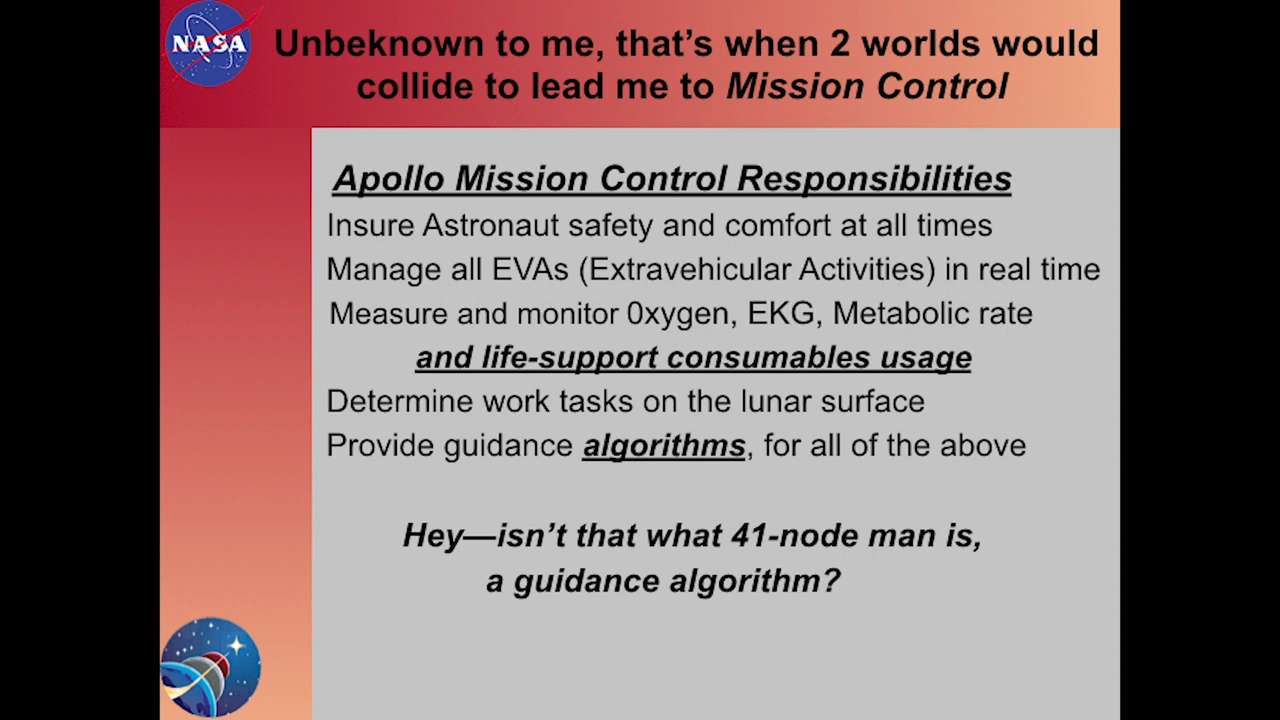 NASA
Unbeknown to me, that's when 2 worlds would
collide to lead me to Mission Control
Apollo Mission Control Responsibilities
Insure Astronaut safety and comfort at all times
Manage all EVAs (Extravehicular Activities) in real time
Measure and monitor 0xygen, EKG, Metabolic rate
and life-support consumables usage
Determine work tasks on the lunar surface
Provide guidance algorithms, for all of the above
Hey—isn't that what 41-node man is,
a guidance algorithm?